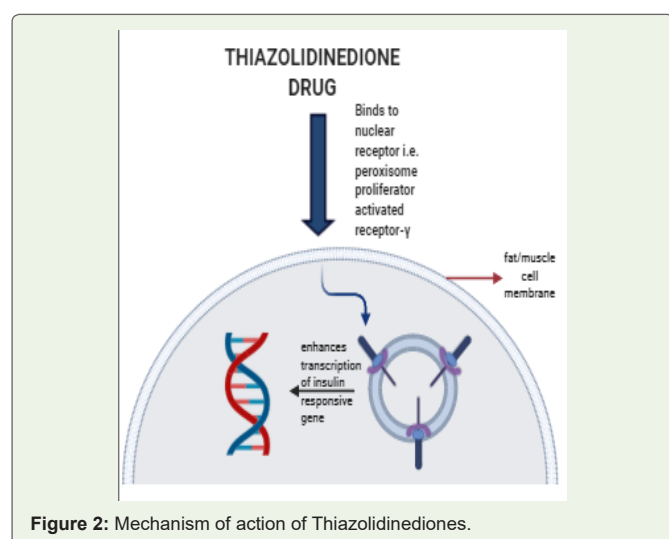 THIAZOLIDINEDIONE
DRUG
Binds to
nuclear
receptor i.e.
peroxisome
proliferator
activated
receptor-γ
fat/muscle
cell
membrane
enhances
transcription
of insulin
responsive
gene
Figure 2: Mechanism of action of Thiazolidinediones.